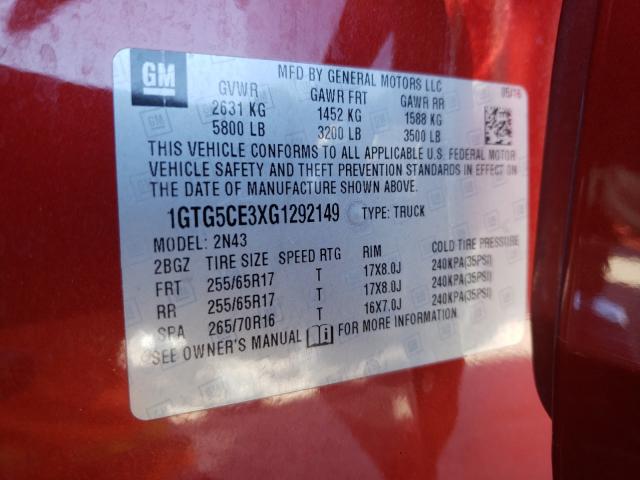 GM
MFD BY GENERAL MOTORS LLC
05/16
GVWR GAWR FRT GAWR RR
2631 KG 1452 KG 1588 KG
5800 LB 3200 LB 3500 LB
THIS VEHICLE CONFORMS TO ALL APPLICABLE U.S. FEDERAL MOTOR
VEHICLE SAFETY AND THEFT PREVENTION STANDARDS IN EFFECT
ON THE DATE OF MANUFACTURE SHOWN ABOVE.
1GTG5CE3XG1292149 TYPE: TRUCK
MODEL: 2N43
2BGZ TIRE SIZE SPEED RTG RIM COLD TIRE PRESSURE
FRT 255/65R17 T 17X8.0J 240KPA(35PSI)
RR 255/65R17 T 17X8.0J 240KPA(35PSI)
SPA 265/70R16 T 16X7.0J 240KPA(35PSI)
SEE OWNER'S MANUAL FOR MORE INFORMATION.